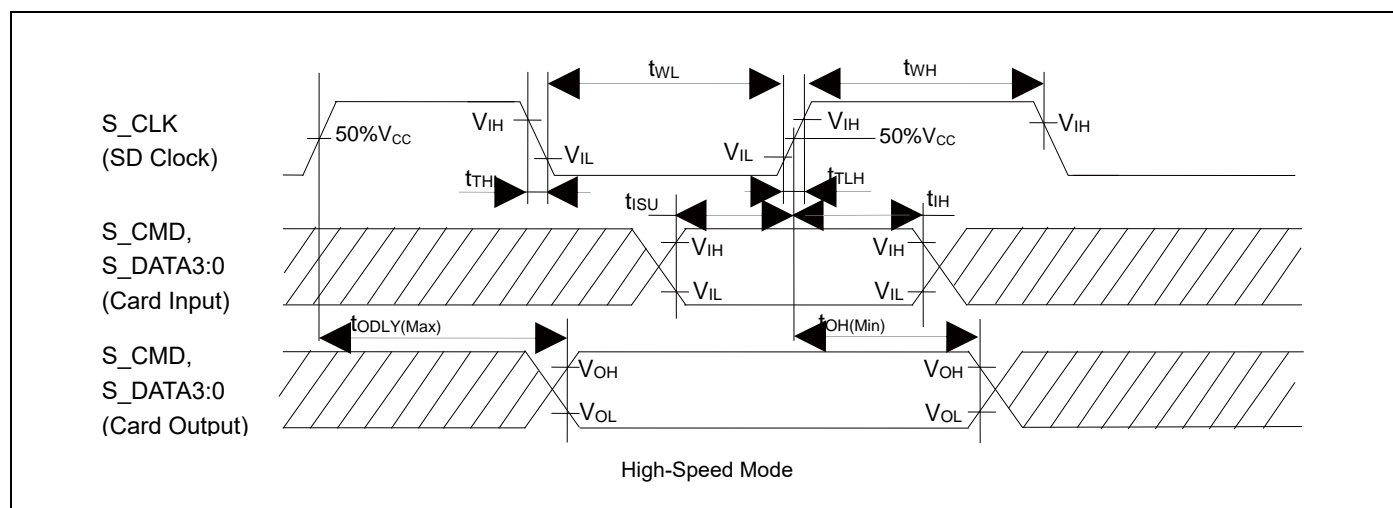 tWL
tWH
S_CLK
(SD Clock)
50%VCC
VIH
VIL
VIL
VIH
50%VCC
VIH
tTH
tTLH
tISU
tIH
S_CMD,
S_DATA3:0
(Card Input)
VIH
VIL
VIH
VIL
tODLY(Max)
tOH(Min)
S_CMD,
S_DATA3:0
(Card Output)
VOH
VOL
VOH
VOL
High-Speed Mode